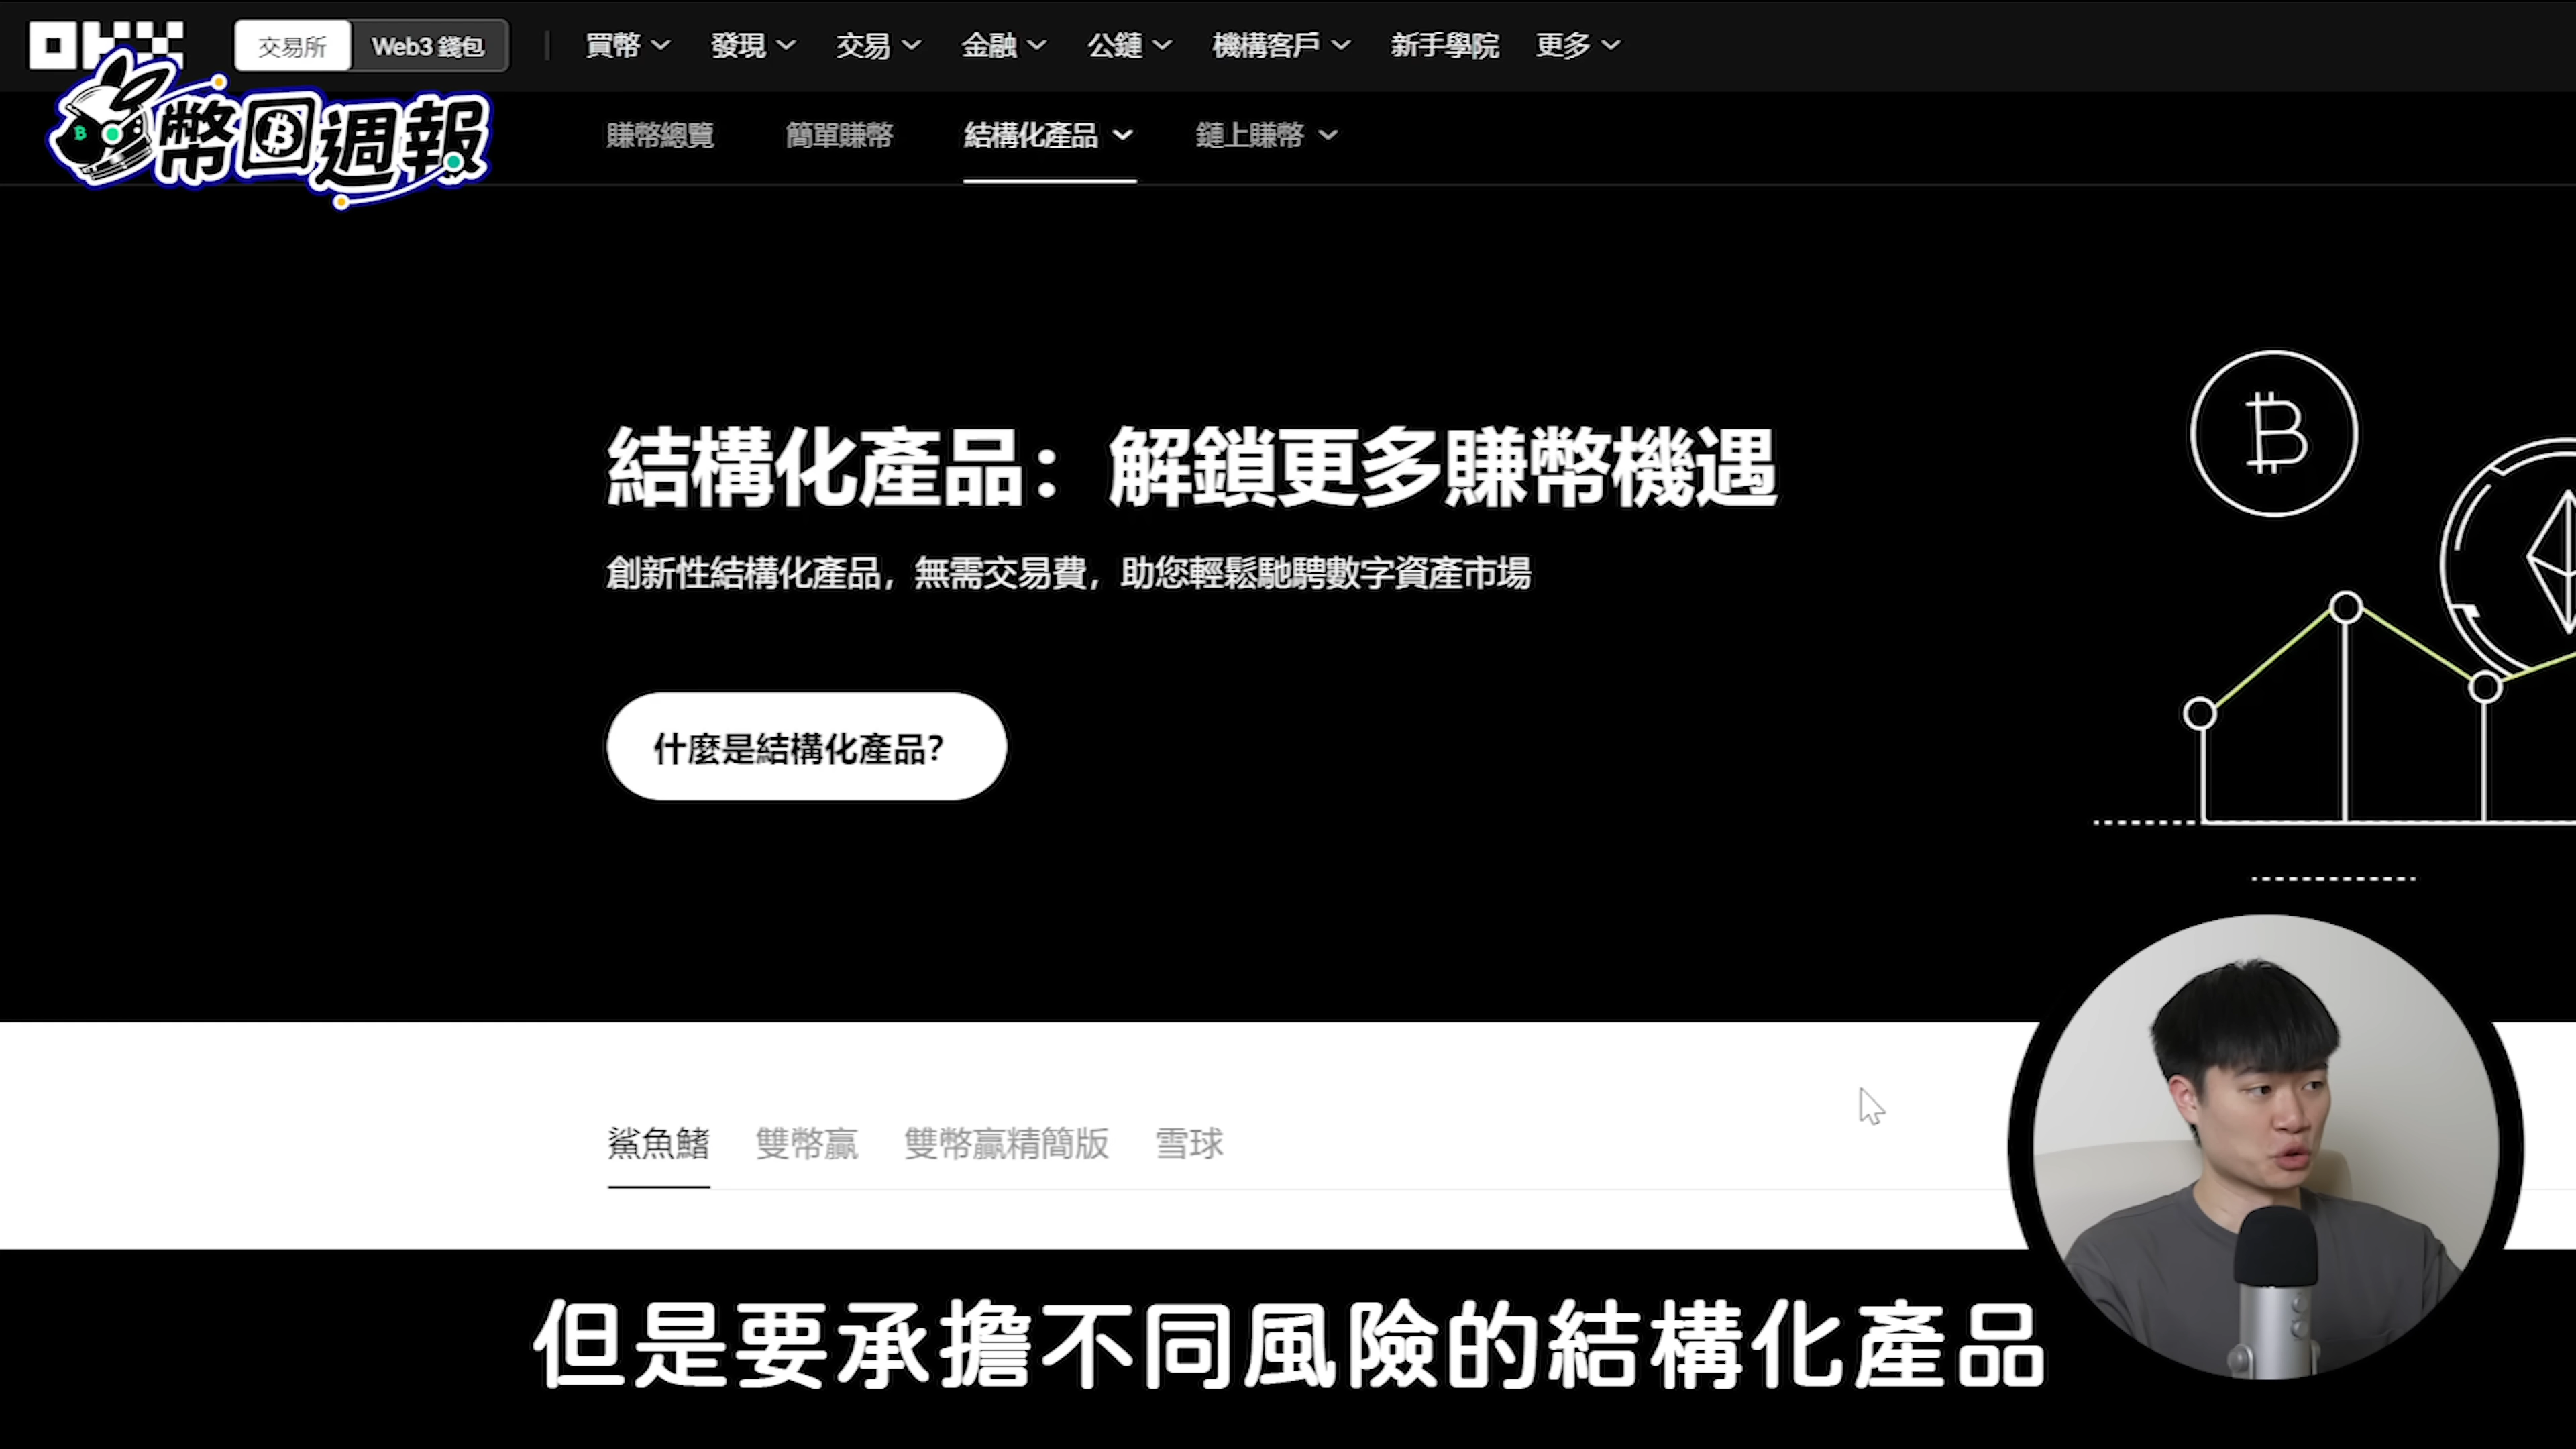 OKX
交易所 Web3 錢包 買幣 發現 交易 金融 公鏈 機構客戶 新手學院 更多
幣圈週報
賺幣總覽 簡單賺幣 結構化產品 鏈上賺幣
結構化產品：解鎖更多賺幣機遇
創新性結構化產品，無需交易費，助您輕鬆馳騁數字資產市場
什麼是結構化產品？
鯊魚鰭 雙幣贏 雙幣贏精簡版 雪球
但是要承擔不同風險的結構化產品